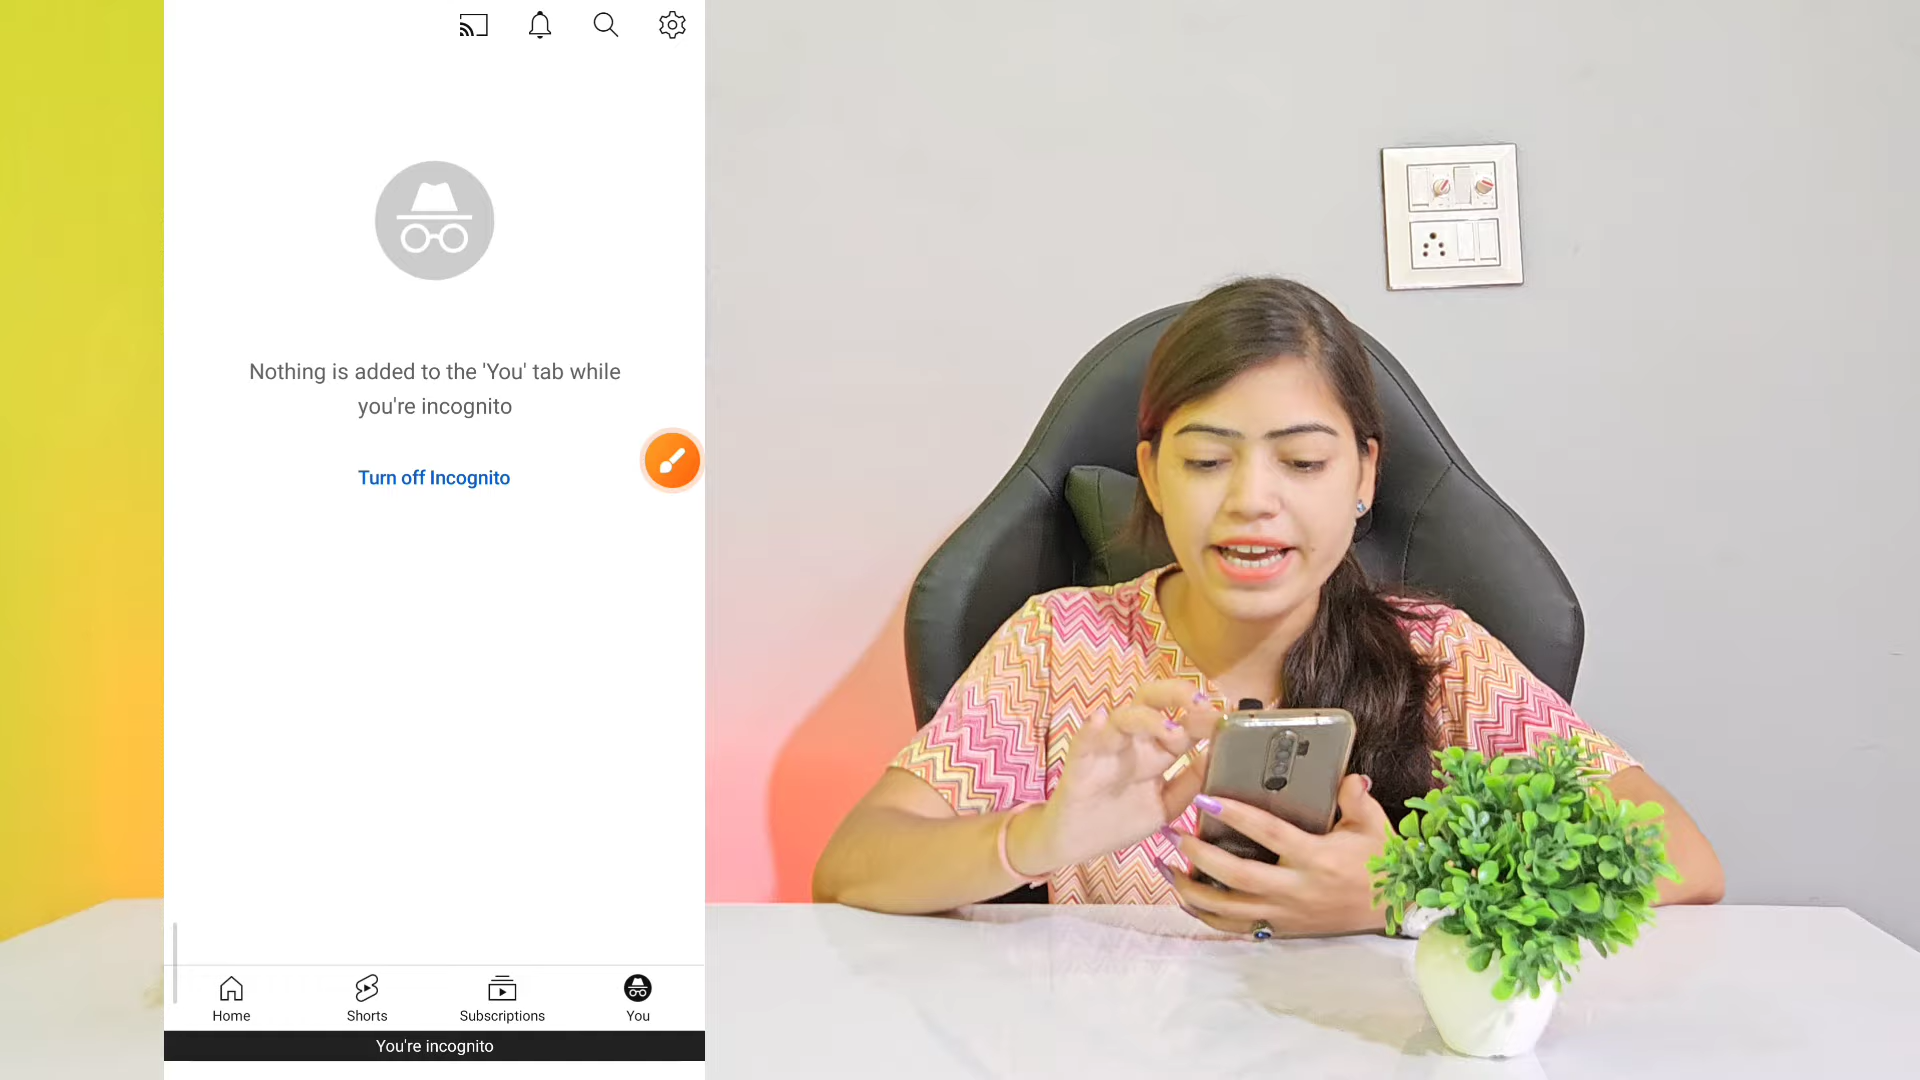 Nothing is added to the 'You' tab while
you're incognito
Turn off Incognito
Home
Shorts
Subscriptions
You
You're incognito